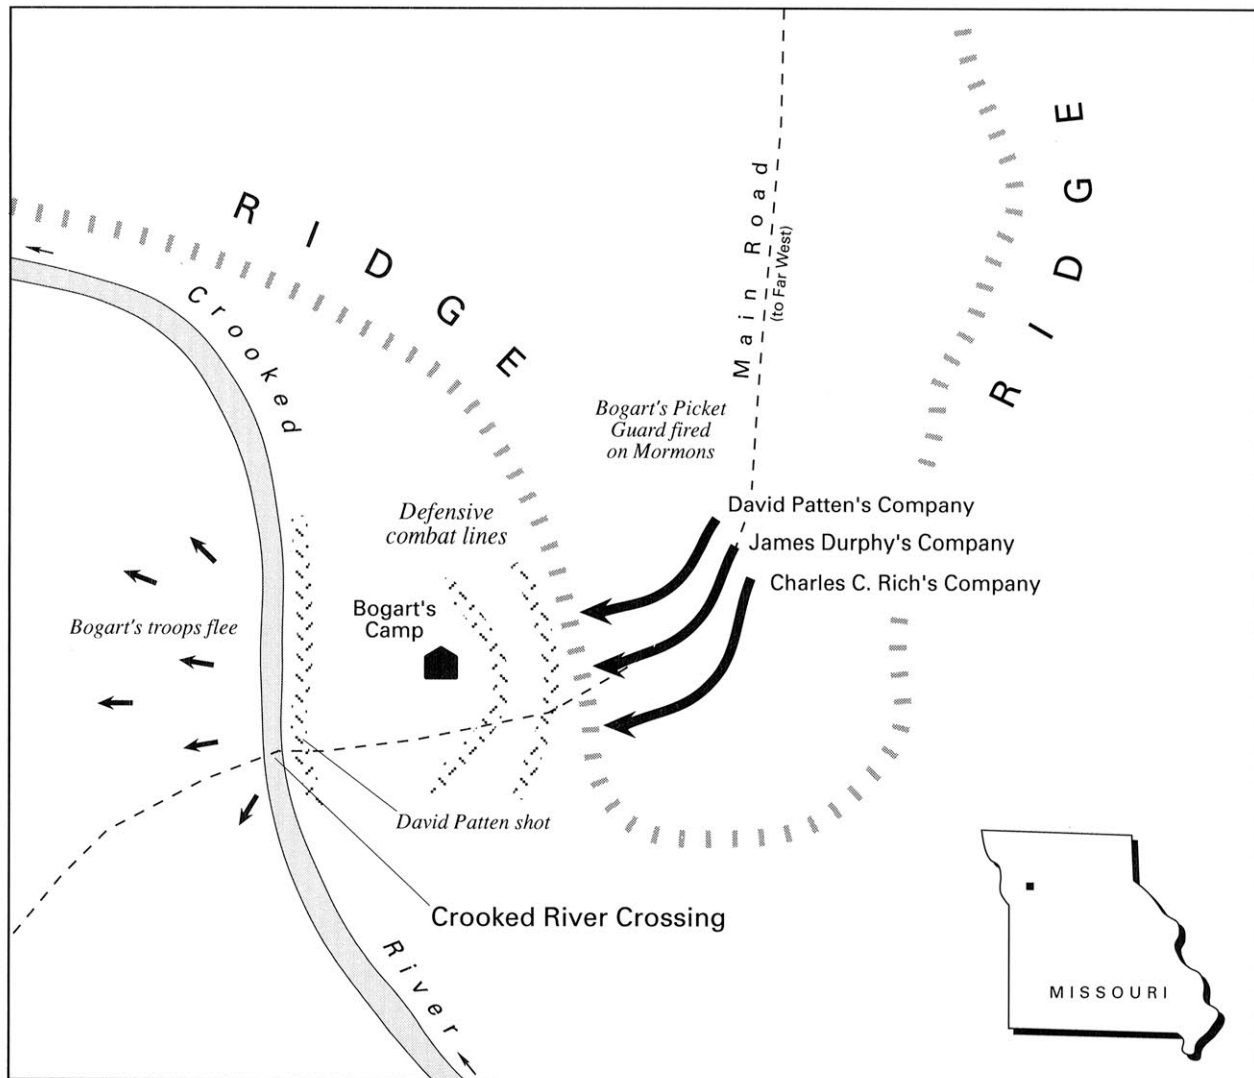 RIDGE
RIDGE
Main Road
(to Far West)
Crooked
Bogart's Picket
Guard fired
on Mormons
David Patten's Company
James Durphy's Company
Charles C. Rich's Company
Defensive
combat lines
Bogart's
Camp
Bogart's troops flee
David Patten shot
Crooked River Crossing
River
MISSOURI